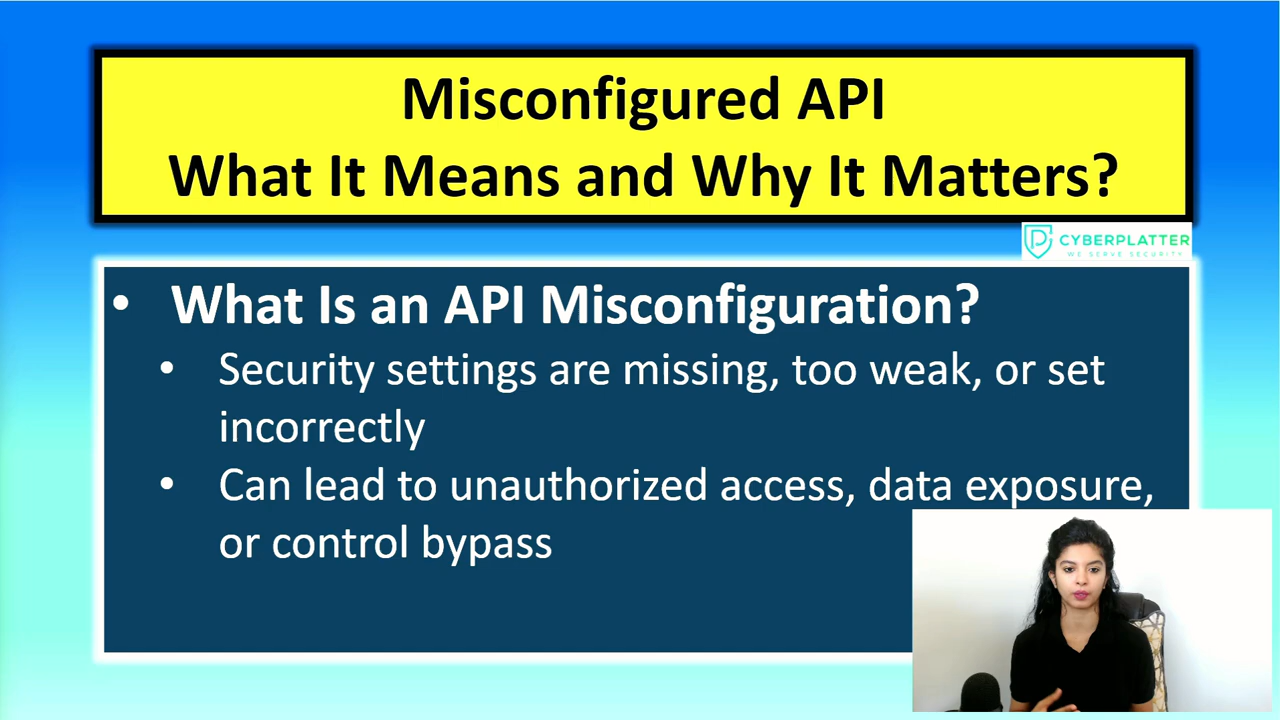 Misconfigured API
What It Means and Why It Matters?
CYBERPLATTER
WE SERVE SECURITY
• What Is an API Misconfiguration?
• Security settings are missing, too weak, or set
incorrectly
• Can lead to unauthorized access, data exposure,
or control bypass